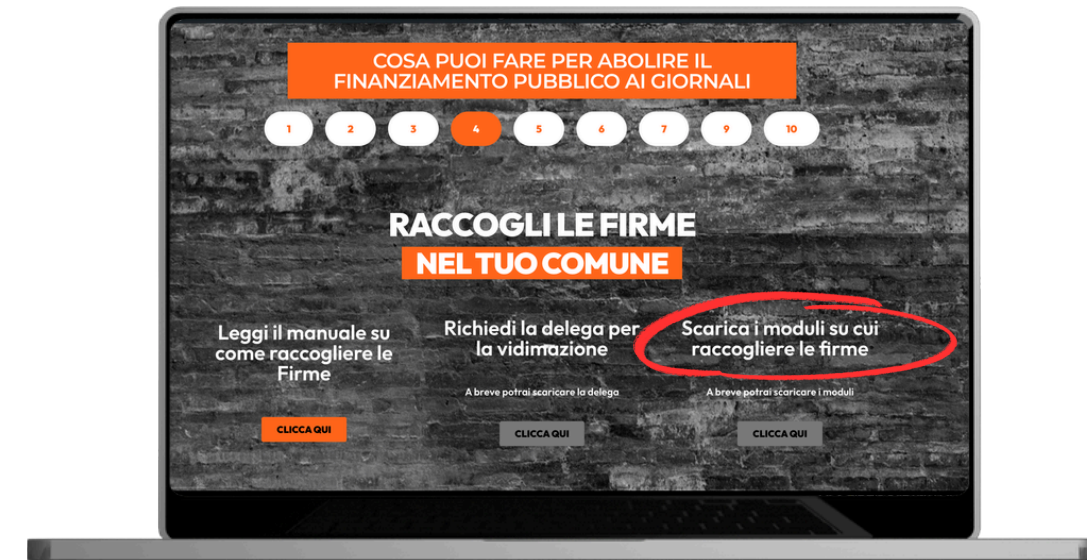 COSA PUOI FARE PER ABOLIRE IL
FINANZIAMENTO PUBBLICO AI GIORNALI
1 2 3 4 5 6 7 9 10
RACCOGLI LE FIRME
NEL TUO COMUNE
Leggi il manuale su
come raccogliere le
Firme
CLICCA QUI
Richiedi la delega per
la vidimazione
A breve potrai scaricare la delega
CLICCA QUI
Scarica i moduli su cui
raccogliere le firme
A breve potrai scaricare i moduli
CLICCA QUI